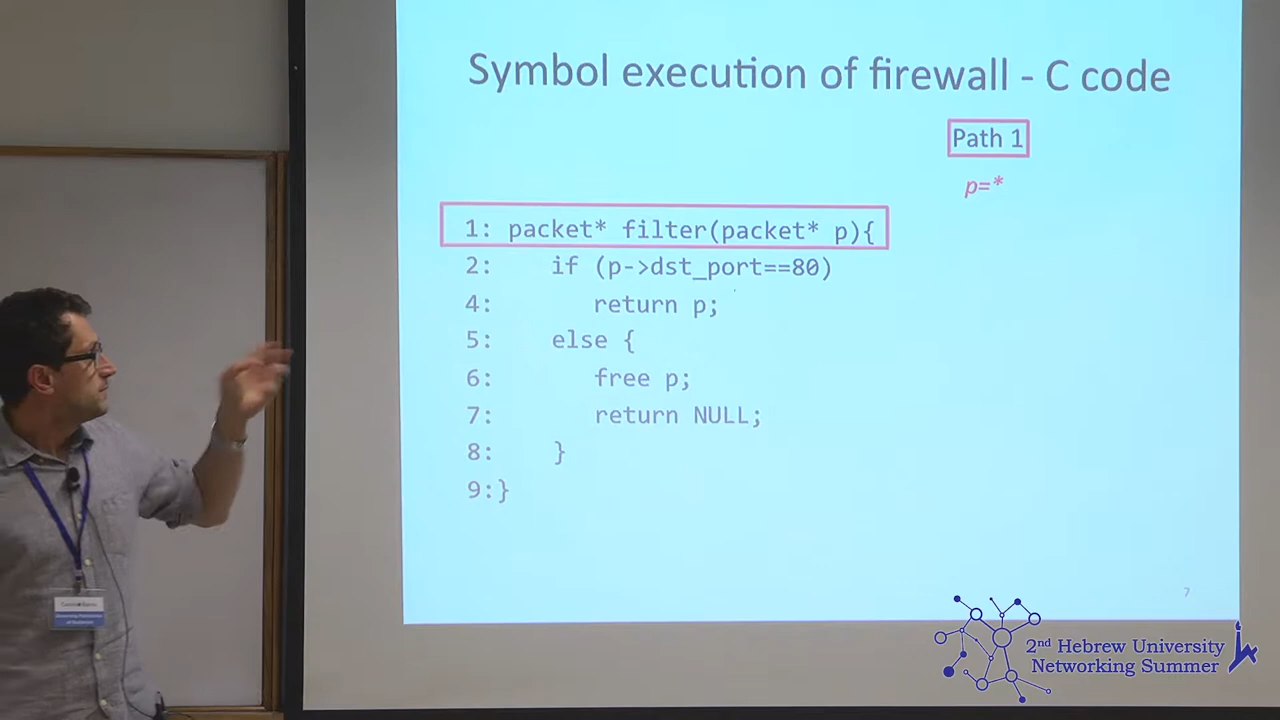 Symbol execution of firewall - C code
Path 1
p=*
1: packet* filter(packet* p){
2: if (p->dst_port==80)
4: return p;
5: else {
6: free p;
7: return NULL;
8: }
9:}
7
2nd Hebrew University
Networking Summer